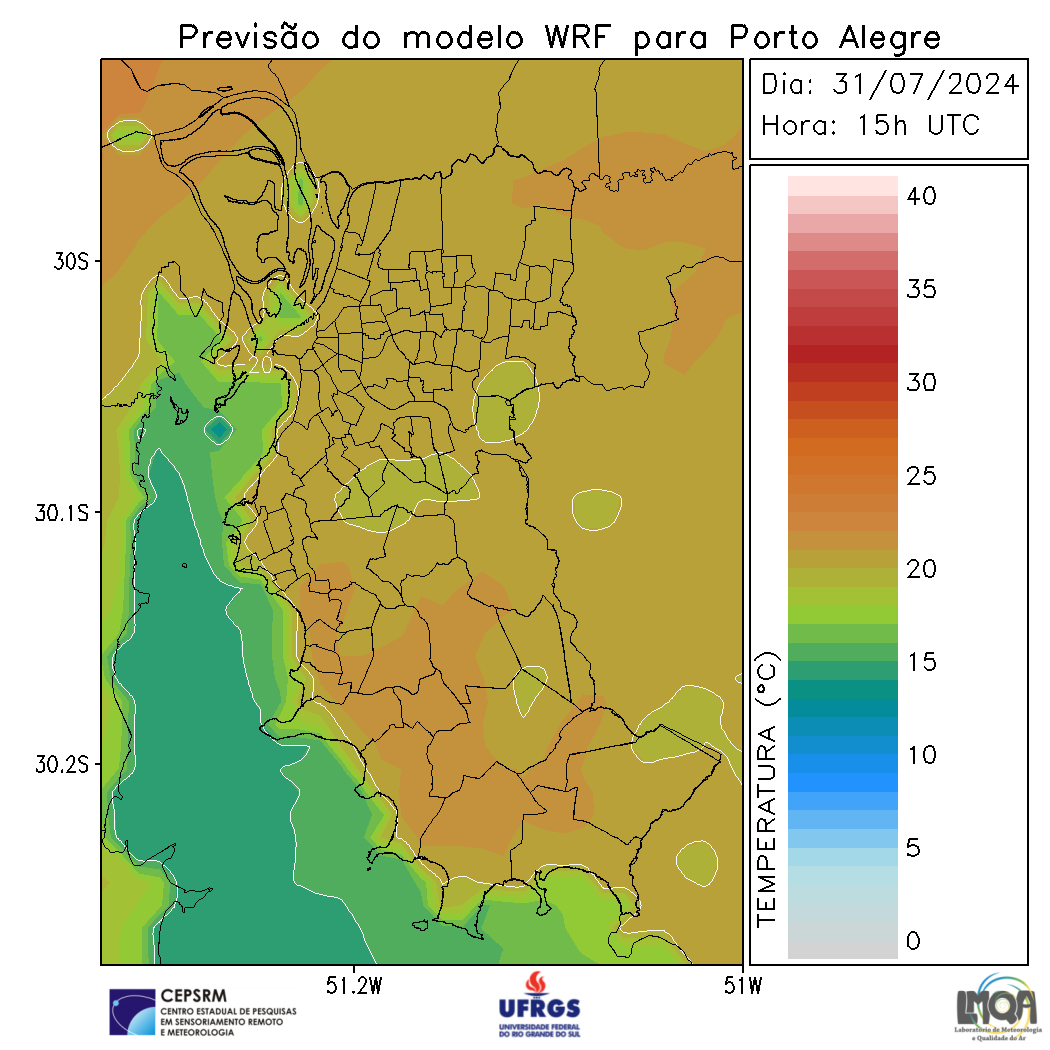 Previsão do modelo WRF para Porto Alegre
Dia: 31/07/2024
Hora: 15h UTC
40
35
30
25
20
15
10
5
0
TEMPERATURA (°C)
30S
30.1S
30.2S
20
51.2W
51W
CEPSRM
CENTRO ESTADUAL DE PESQUISAS
EM SENSORIAMENTO REMOTO
E METEOROLOGIA
UFRGS
UNIVERSIDADE FEDERAL
DO RIO GRANDE DO SUL
LMQA
Laboratório de Meteorologia
e Qualidade do Ar